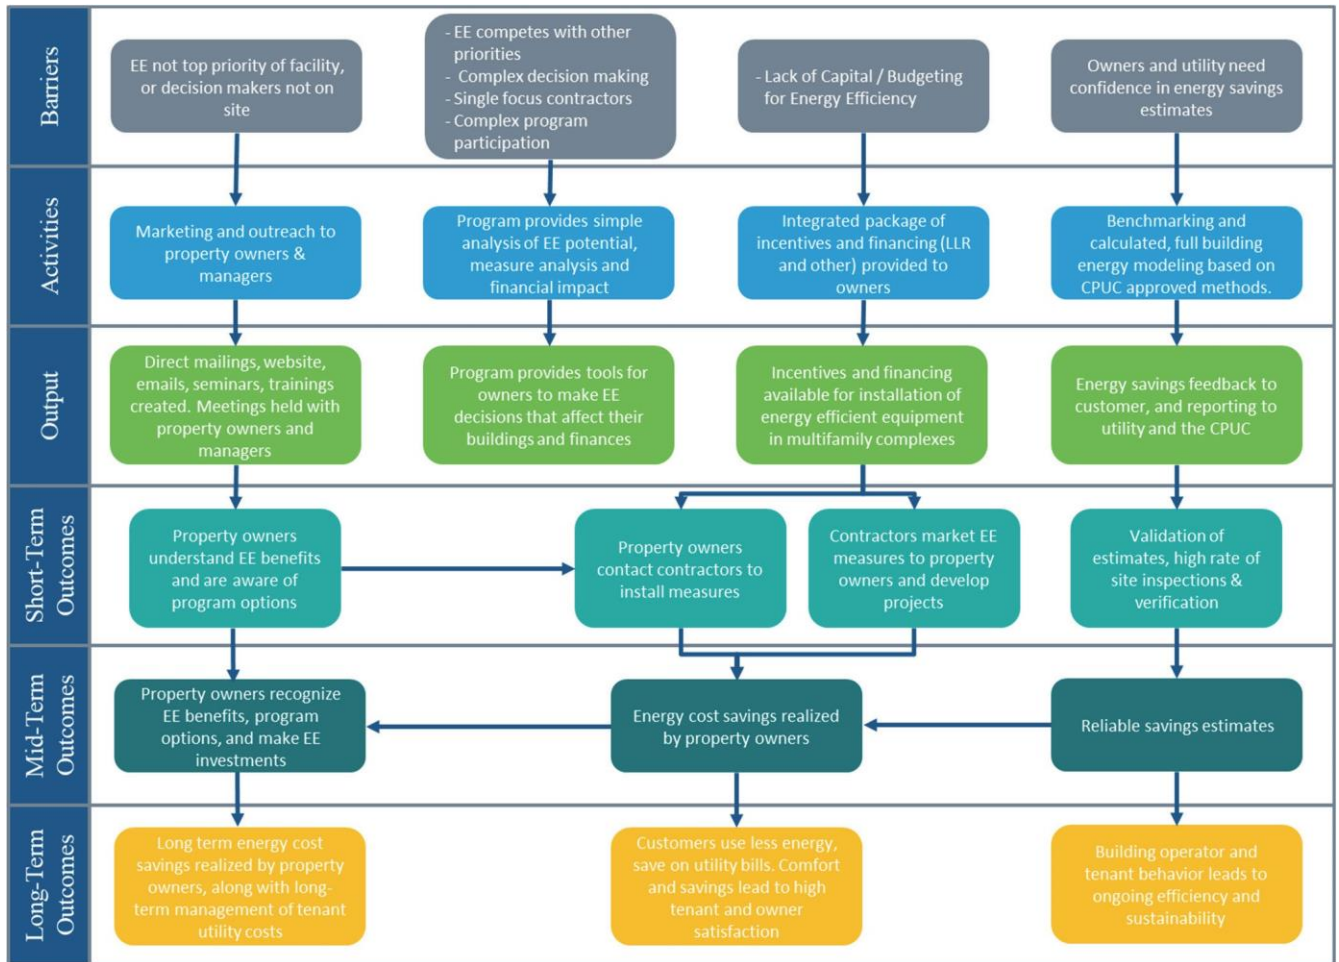 Barriers
EE not top priority of facility,
or decision makers not on
site
- EE competes with other
priorities
- Complex decision making
- Single focus contractors
- Complex program
participation
- Lack of Capital / Budgeting
for Energy Efficiency
Owners and utility need
confidence in energy savings
estimates
Activities
Marketing and outreach to
property owners &
managers
Program provides simple
analysis of EE potential,
measure analysis and
financial impact
Integrated package of
incentives and financing (LLR
and other) provided to
owners
Benchmarking and
calculated, full building
energy modeling based on
CPUC approved methods.
Output
Direct mailings, website,
emails, seminars, trainings
created. Meetings held with
property owners and
managers
Program provides tools for
owners to make EE
decisions that affect their
buildings and finances
Incentives and financing
available for installation of
energy efficient equipment
in multifamily complexes
Energy savings feedback to
customer, and reporting to
utility and the CPUC
Short-Term
Outcomes
Property owners
understand EE benefits
and are aware of
program options
Property owners
contact contractors to
install measures
Contractors market EE
measures to property
owners and develop
projects
Validation of
estimates, high rate of
site inspections &
verification
Mid-Term
Outcomes
Property owners recognize
EE benefits, program
options, and make EE
investments
Energy cost savings realized
by property owners
Reliable savings estimates
Long-Term
Outcomes
Long term energy cost
savings realized by property
owners, along with long-
term management of tenant
utility costs
Customers use less energy,
save on utility bills. Comfort
and savings lead to high
tenant and owner
satisfaction
Building operator and
tenant behavior leads to
ongoing efficiency and
sustainability